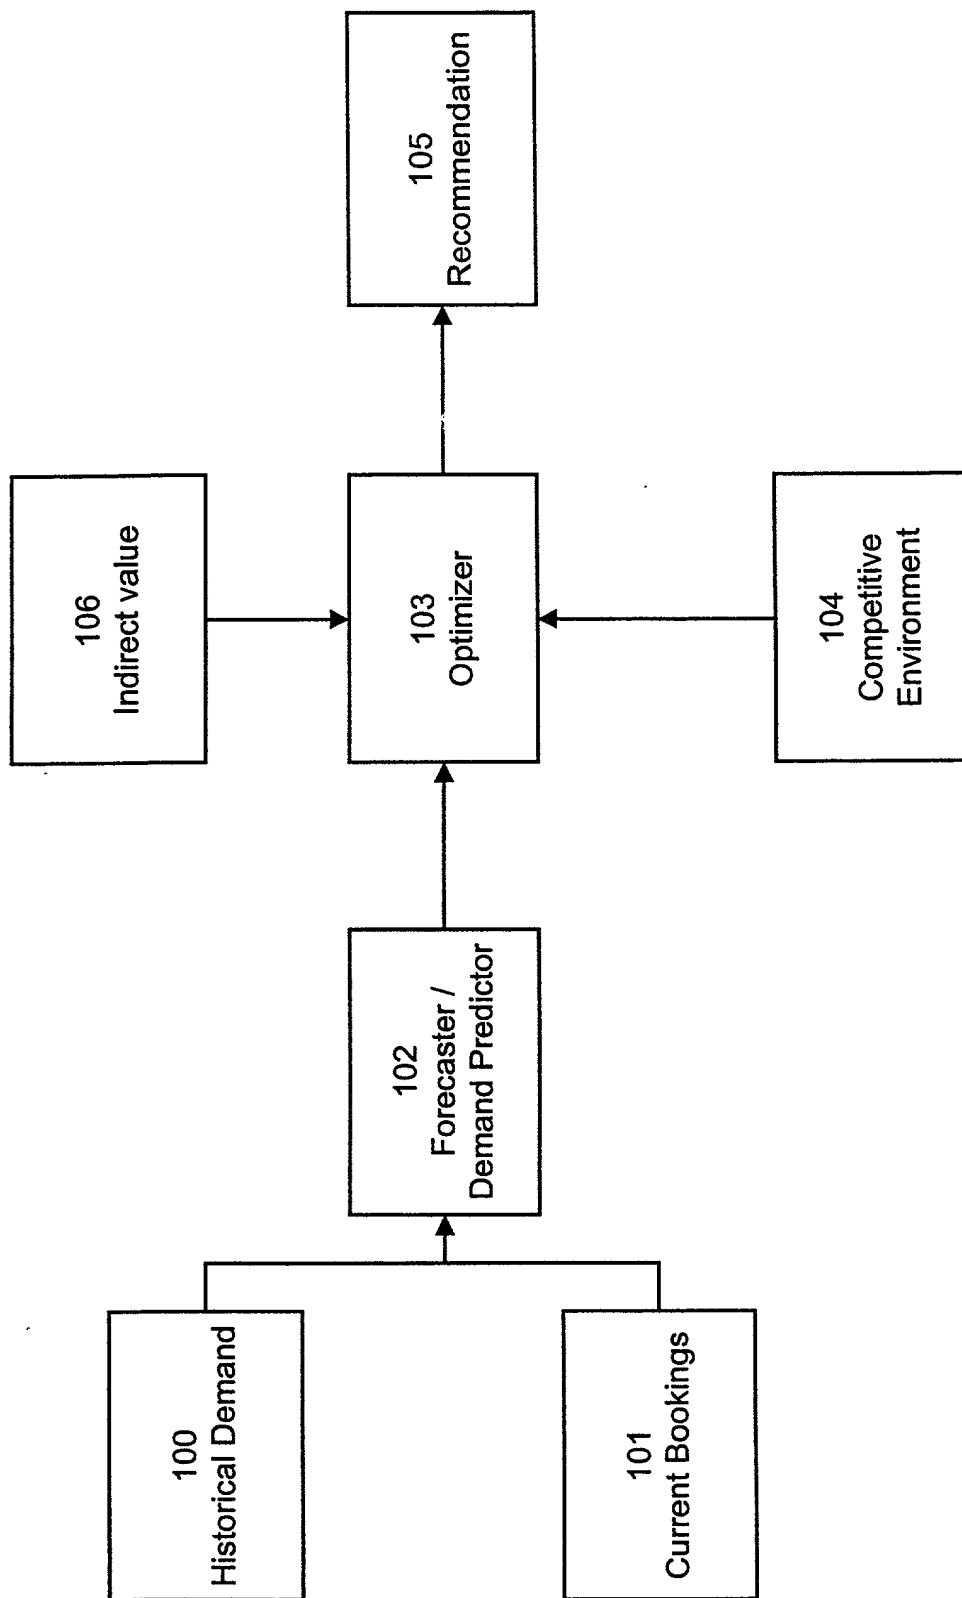 100
Historical Demand
101
Current Bookings
102
Forecaster /
Demand Predictor
106
Indirect value
103
Optimizer
104
Competitive
Environment
105
Recommendation